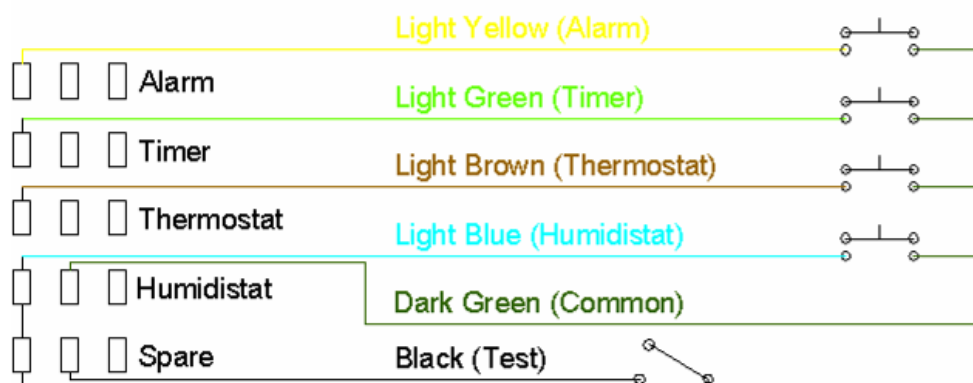 Light Yellow (Alarm)
Alarm
Light Green (Timer)
Timer
Light Brown (Thermostat)
Thermostat
Light Blue (Humidistat)
Humidistat
Dark Green (Common)
Spare
Black (Test)